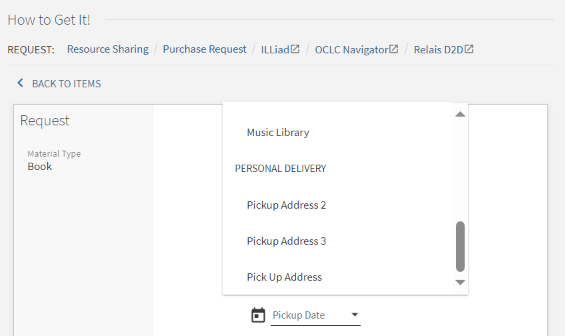 How to Get It!
REQUEST: Resource Sharing / Purchase Request / ILLiad / OCLC Navigator / Relais D2D
BACK TO ITEMS
Request
Material Type
Book
Music Library
PERSONAL DELIVERY
Pickup Address 2
Pickup Address 3
Pick Up Address
Pickup Date